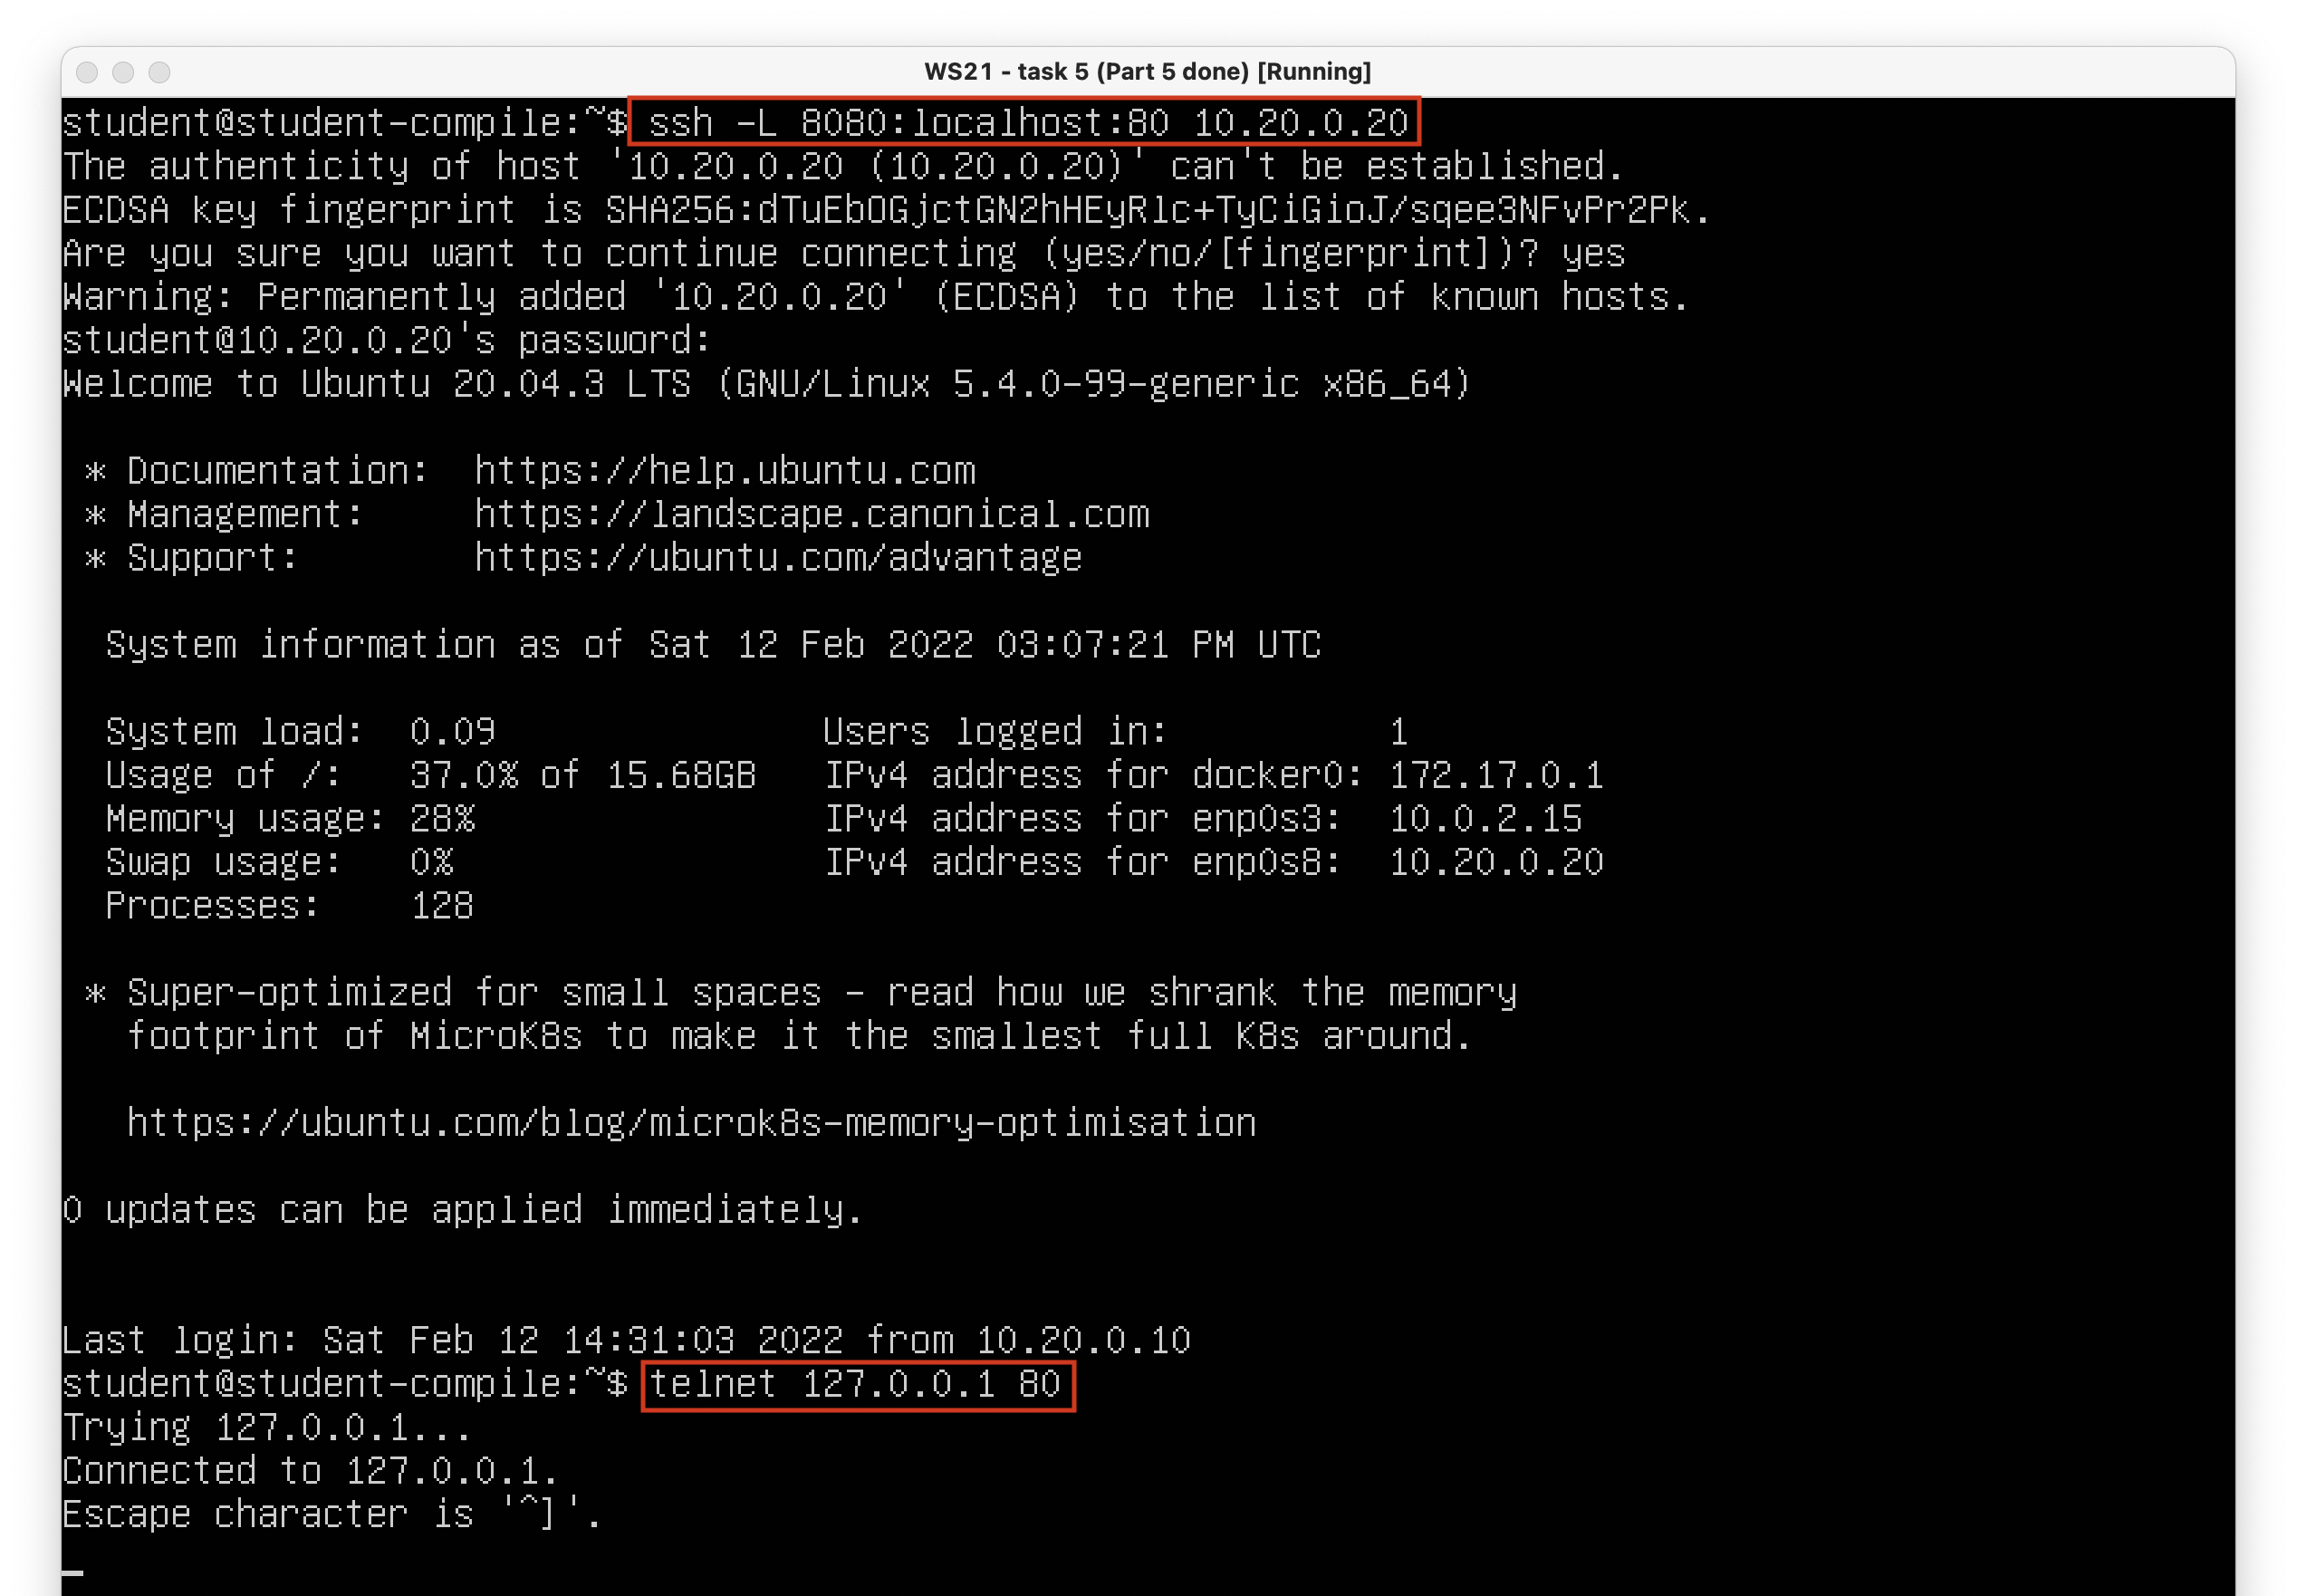 WS21 - task 5 (Part 5 done) [Running]
student@student-compile:~$ ssh -L 8080:localhost:80 10.20.0.20
The authenticity of host '10.20.0.20 (10.20.0.20)' can't be established.
ECDSA key fingerprint is SHA256:dTuEbOGjctGN2hHEyRlc+TyCiGioJ/sqee3NFvPr2Pk.
Are you sure you want to continue connecting (yes/no/[fingerprint])? yes
Warning: Permanently added '10.20.0.20' (ECDSA) to the list of known hosts.
student@10.20.0.20's password:
Welcome to Ubuntu 20.04.3 LTS (GNU/Linux 5.4.0-99-generic x86_64)
* Documentation:  https://help.ubuntu.com
* Management:     https://landscape.canonical.com
* Support:        https://ubuntu.com/advantage
System information as of Sat 12 Feb 2022 03:07:21 PM UTC
System load:  0.09               Users logged in:          1
Usage of /:   37.0% of 15.68GB   IPv4 address for docker0: 172.17.0.1
Memory usage: 28%                IPv4 address for enp0s3:  10.0.2.15
Swap usage:   0%                 IPv4 address for enp0s8:  10.20.0.20
Processes:    128
* Super-optimized for small spaces - read how we shrank the memory
footprint of MicroK8s to make it the smallest full K8s around.
https://ubuntu.com/blog/microk8s-memory-optimisation
0 updates can be applied immediately.
Last login: Sat Feb 12 14:31:03 2022 from 10.20.0.10
student@student-compile:~$ telnet 127.0.0.1 80
Trying 127.0.0.1...
Connected to 127.0.0.1.
Escape character is '^]'.